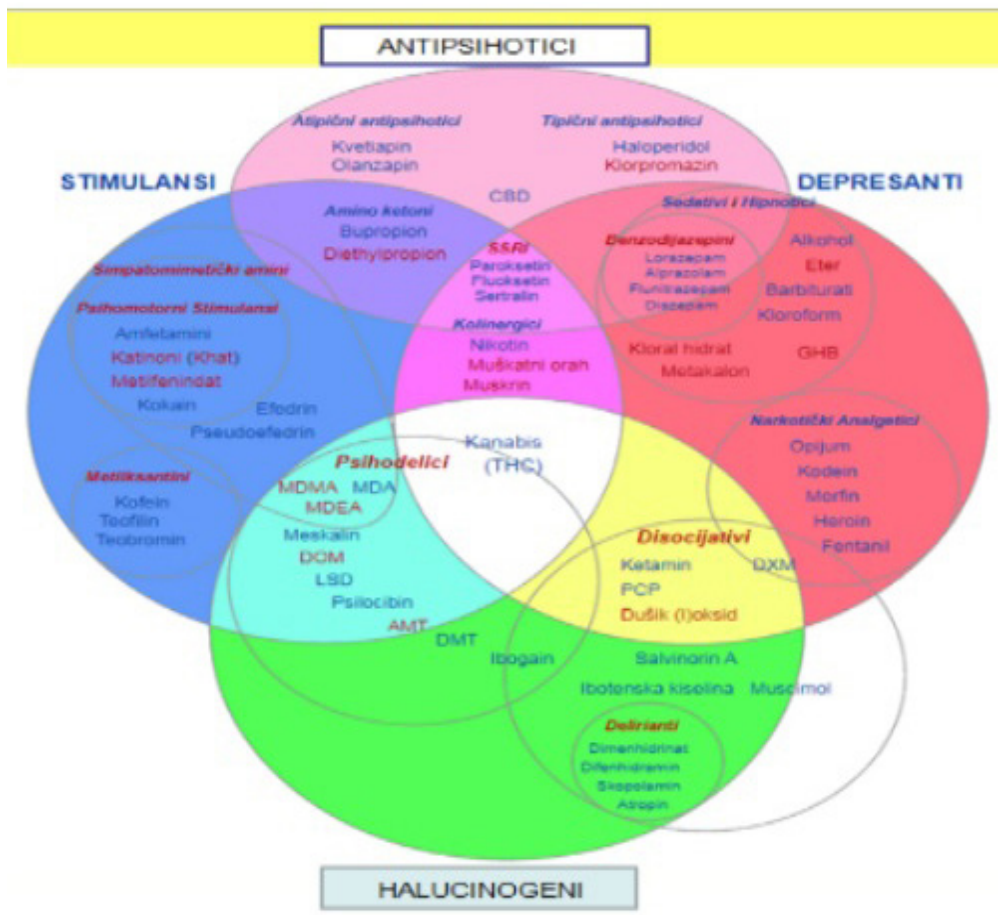 ANTIPSIHOTICI
Atipični antipsihotici
Kvetiapin
Olanzapin
Tipični antipsihotici
Haloperidol
Klorpromazin
CBD
STIMULANSI
DEPRESANTI
Amino ketoni
Bupropion
Diethylpropion
SSRI
Paroksetin
Fluoksetin
Sertralin
Kolinergici
Nikotin
Muškatni orah
Muskrin
Sedativi i Hipnotici
Benzodijazepini
Lorazepam
Alprazolam
Flunitrazepam
Diazepam
Alkohol
Eter
Barbiturati
Kloroform
GHB
Kloral hidrat
Metakalon
Simpatomimetički amini
Psihomotorni Stimulansi
Amfetamini
Katinoni (Khat)
Metilfenindat
Kokain
Efodrin
Pseudoefedrin
Metilksantini
Kofein
Teofilin
Teobromin
Narkotički Analgetici
Opijum
Kodein
Morfin
Heroin
Fentanil
Kanabis
(THC)
Psihodelici
MDMA MDA
MDEA
Meskalin
DOM
LSD
Psilocibin
AMT
DMT
Ibogain
Disocijativi
Ketamin
DXM
PCP
Dušik (I)oksid
Salvinorin A
Ibotenska kiselina
Muscimol
Delirianti
Dimenhidrinat
Difenhidramin
Skopolamin
Atropin
HALUCINOGENI